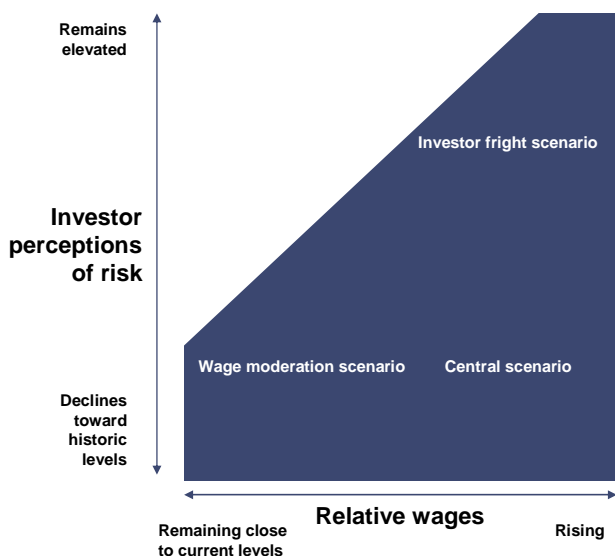 Remains
elevated
Investor fright scenario
Investor
perceptions
of risk
Wage moderation scenario
Central scenario
Declines
toward
historic
levels
Relative wages
Remaining close
to current levels
Rising